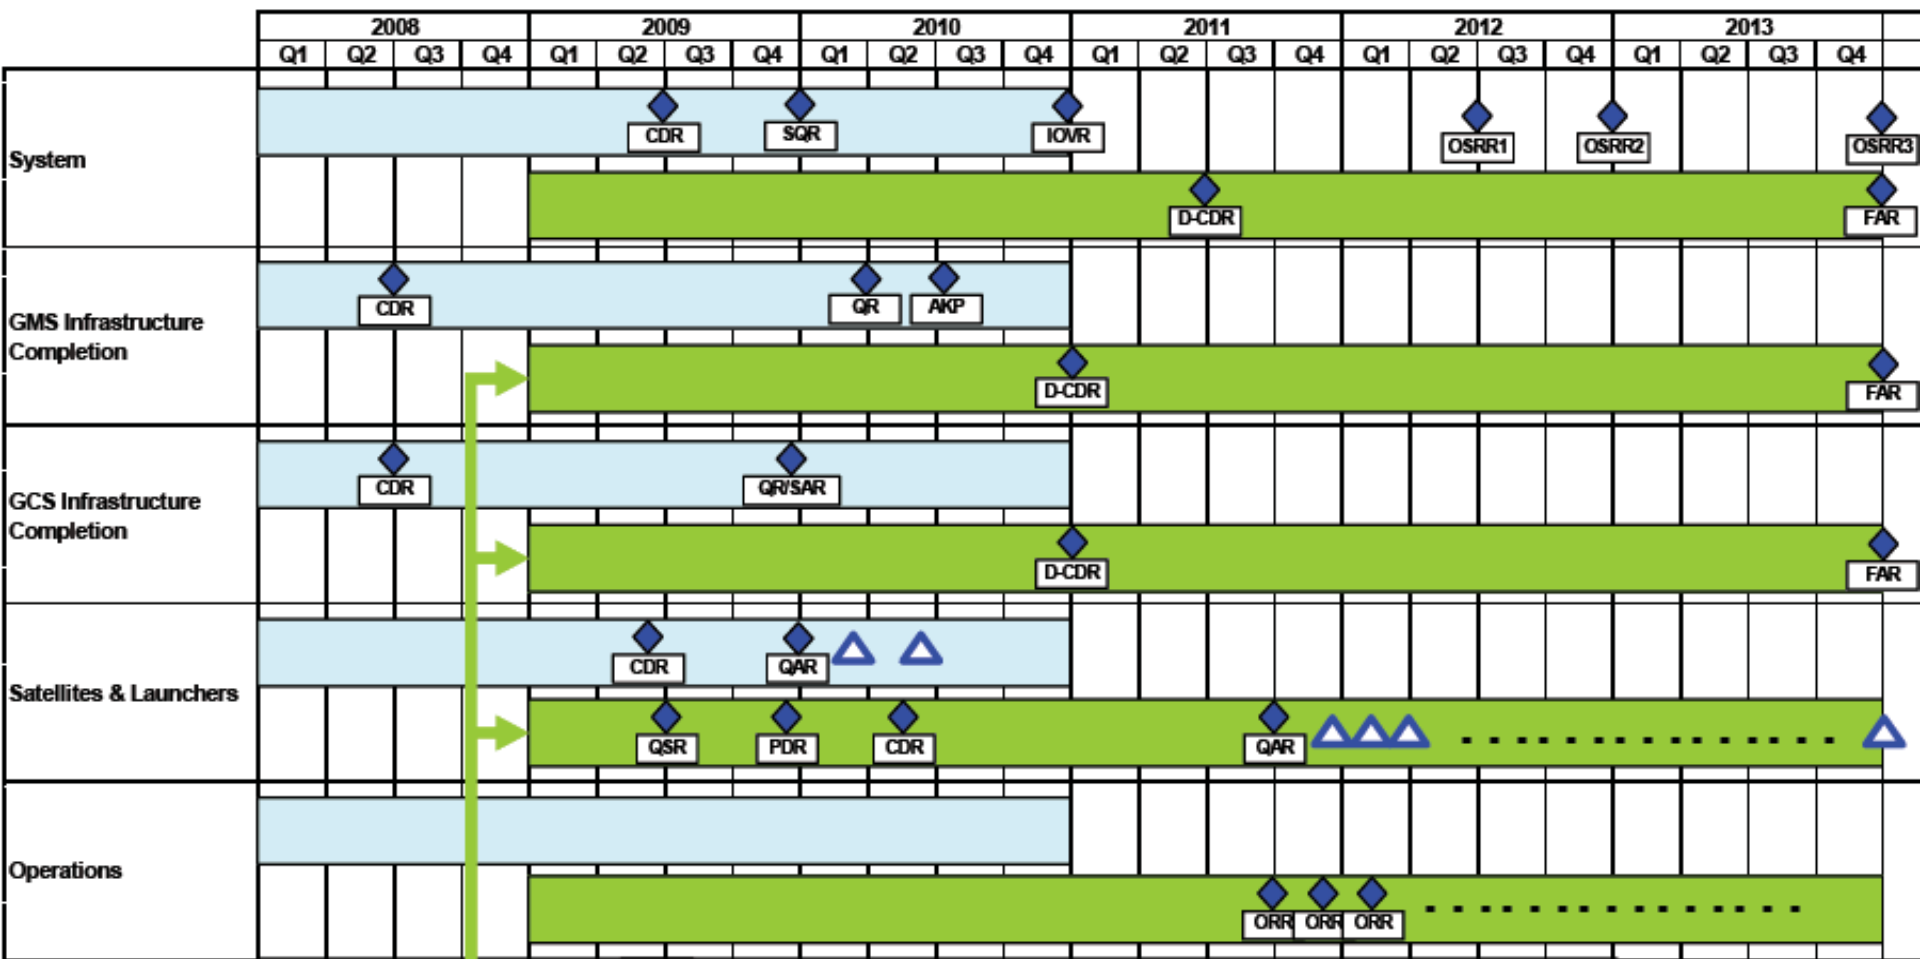 2008 2009 2010 2011 2012 2013
Q1 Q2 Q3 Q4 Q1 Q2 Q3 Q4 Q1 Q2 Q3 Q4 Q1 Q2 Q3 Q4 Q1 Q2 Q3 Q4 Q1 Q2 Q3 Q4
System
CDR SQR IOVR OSRR1 OSRR2 OSRR3
D-CDR FAR
GMS Infrastructure
Completion
CDR QR AKP
D-CDR FAR
GCS Infrastructure
Completion
CDR QR/SAR
D-CDR FAR
Satellites & Launchers
CDR QAR
QSR PDR CDR QAR
Operations
ORR ORR ORR